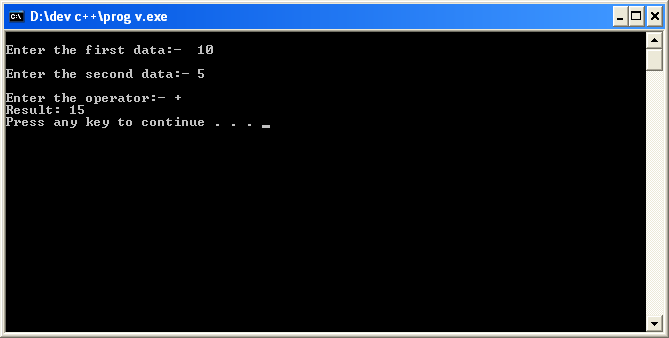 D:\dev c++\prog v.exe
Enter the first data:-  10
Enter the second data:- 5
Enter the operator:- +
Result: 15
Press any key to continue . . . _